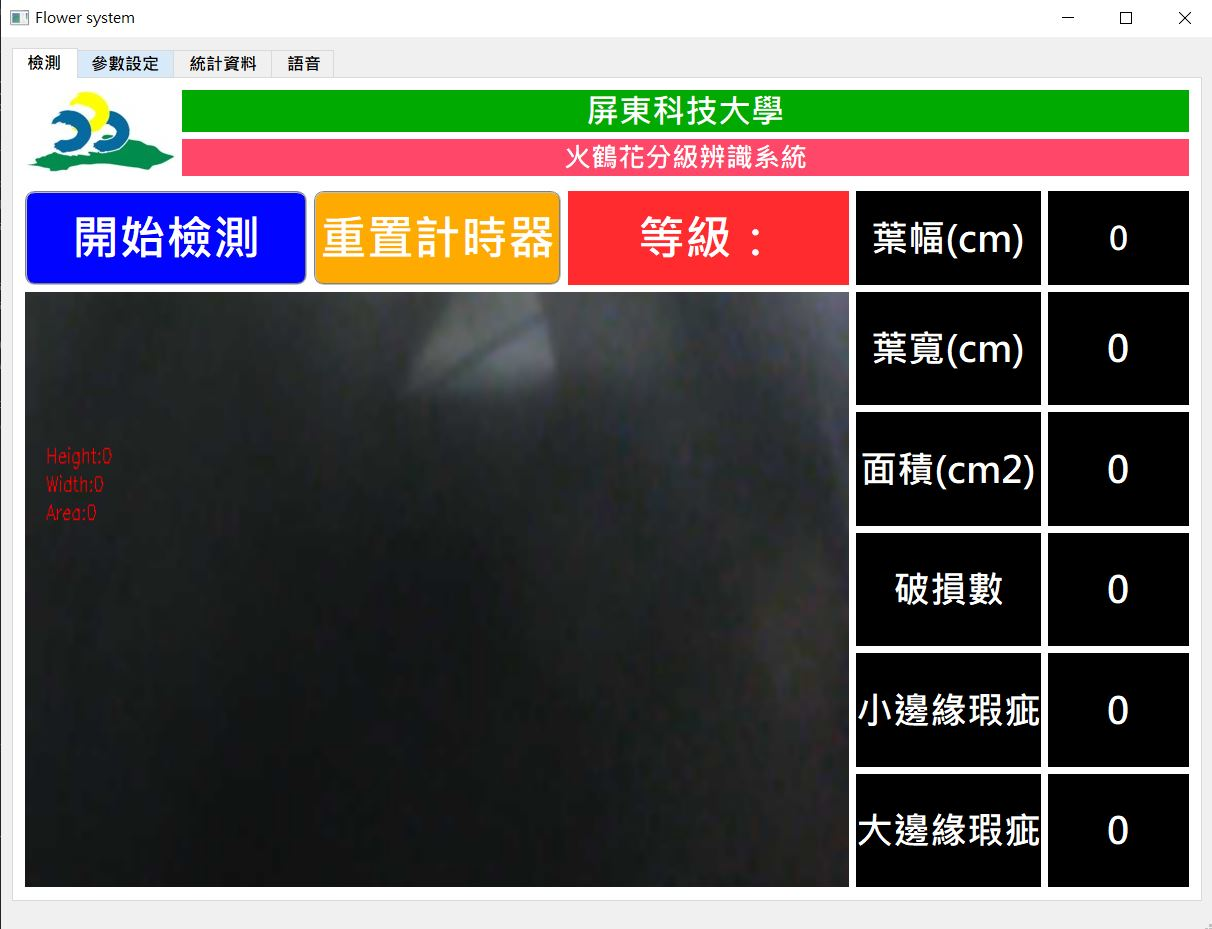 Flower system
檢測 參數設定 統計資料 語音
屏東科技大學
火鶴花分級辨識系統
開始檢測 重置計時器 等級： 葉幅(cm) 0
葉寬(cm) 0
面積(cm2) 0
Height:0
Width:0
Area:0
破損數 0
小邊緣瑕疵 0
大邊緣瑕疵 0